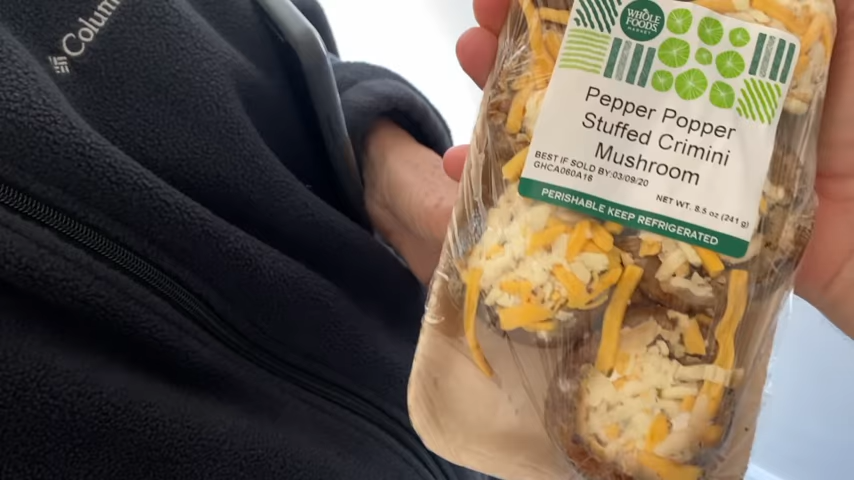 Colum
WHOLE
FOODS
MARKET
Pepper Popper
Stuffed Crimini
Mushroom
BEST IF SOLD BY:03/09/20
GHCA060A16
NET WT. 8.5 oz (241 g)
PERISHABLE KEEP REFRIGERATED